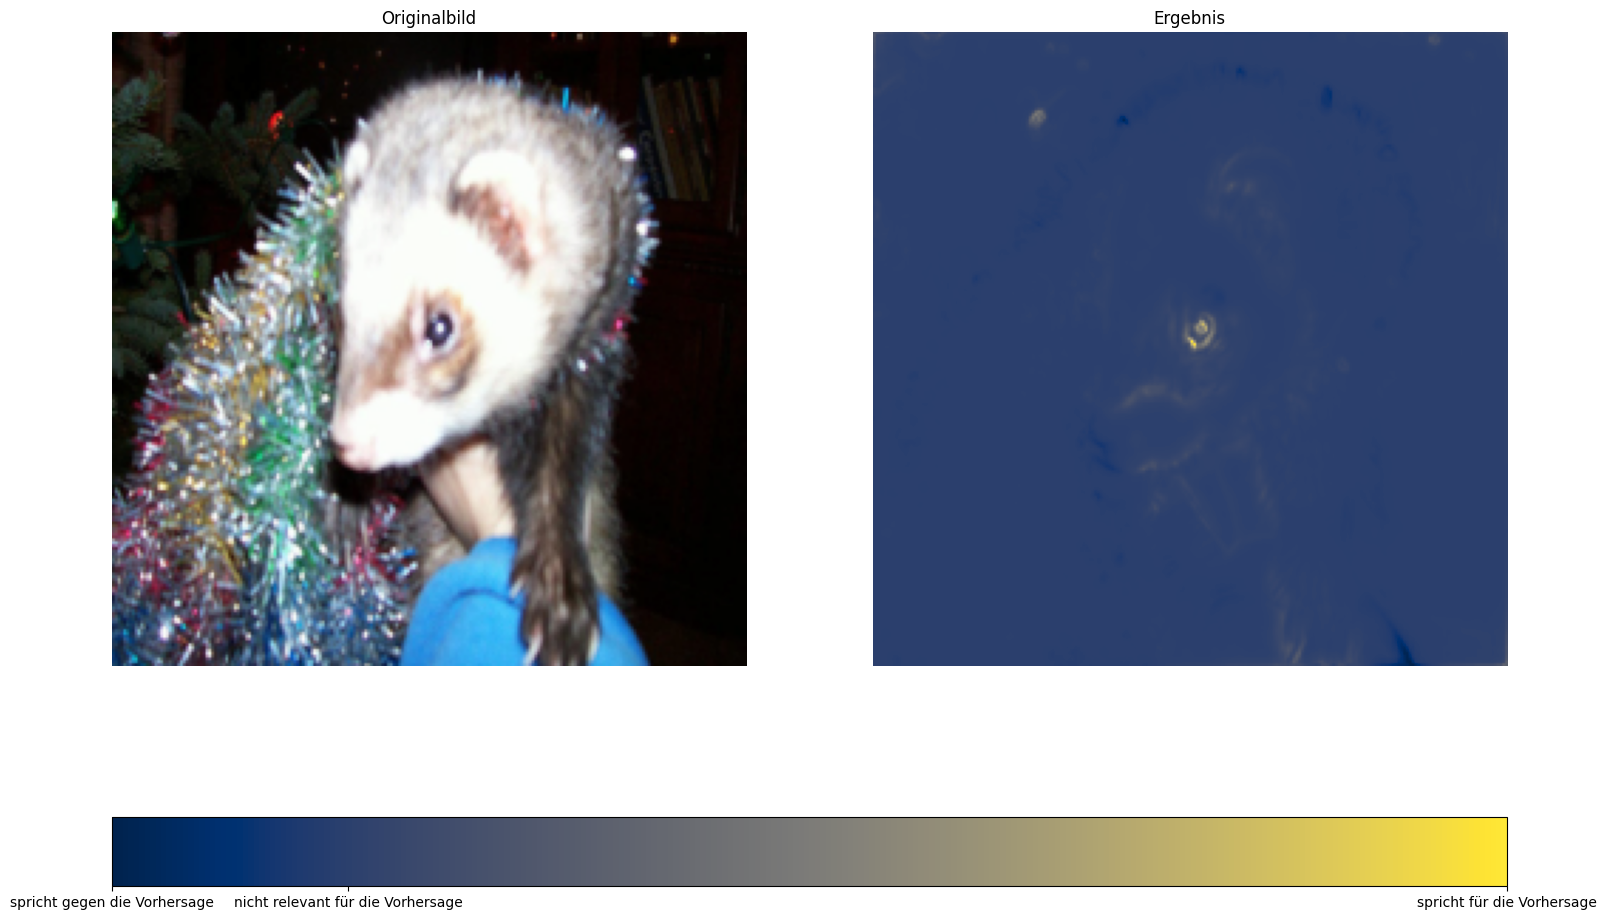 Originalbild
Ergebnis
spricht gegen die Vorhersage
nicht relevant für die Vorhersage
spricht für die Vorhersage